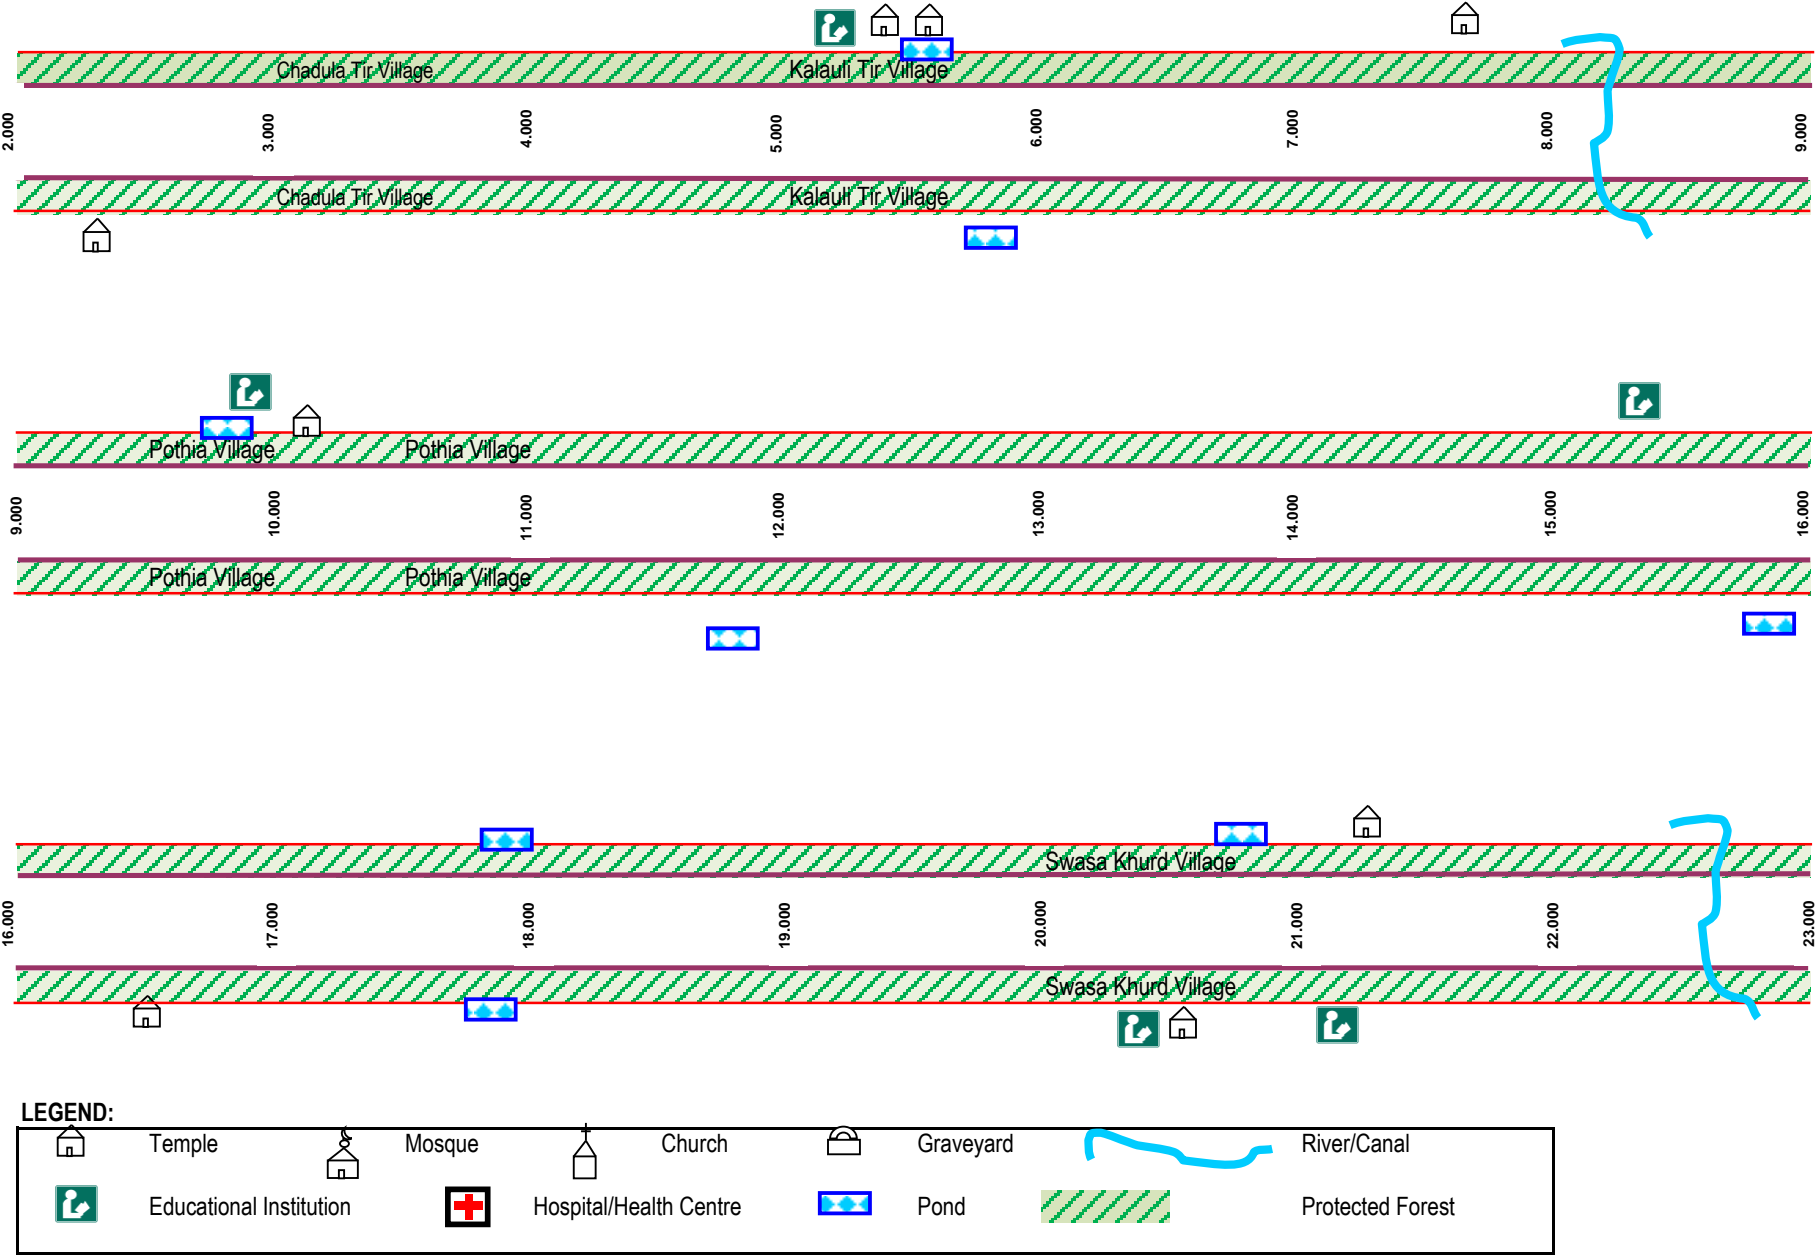 Chadula Tir Village Kalauli Tir Village
2.000 3.000 4.000 5.000 6.000 7.000 8.000 9.000
Chadula Tir Village Kalauli Tir Village
Pothia Village Pothia Village
9.000 10.000 11.000 12.000 13.000 14.000 15.000 16.000
Pothia Village Pothia Village
Swasa Khurd Village
16.000 17.000 18.000 19.000 20.000 21.000 22.000 23.000
Swasa Khurd Village
LEGEND:
Temple Mosque Church Graveyard River/Canal
Educational Institution Hospital/Health Centre Pond Protected Forest